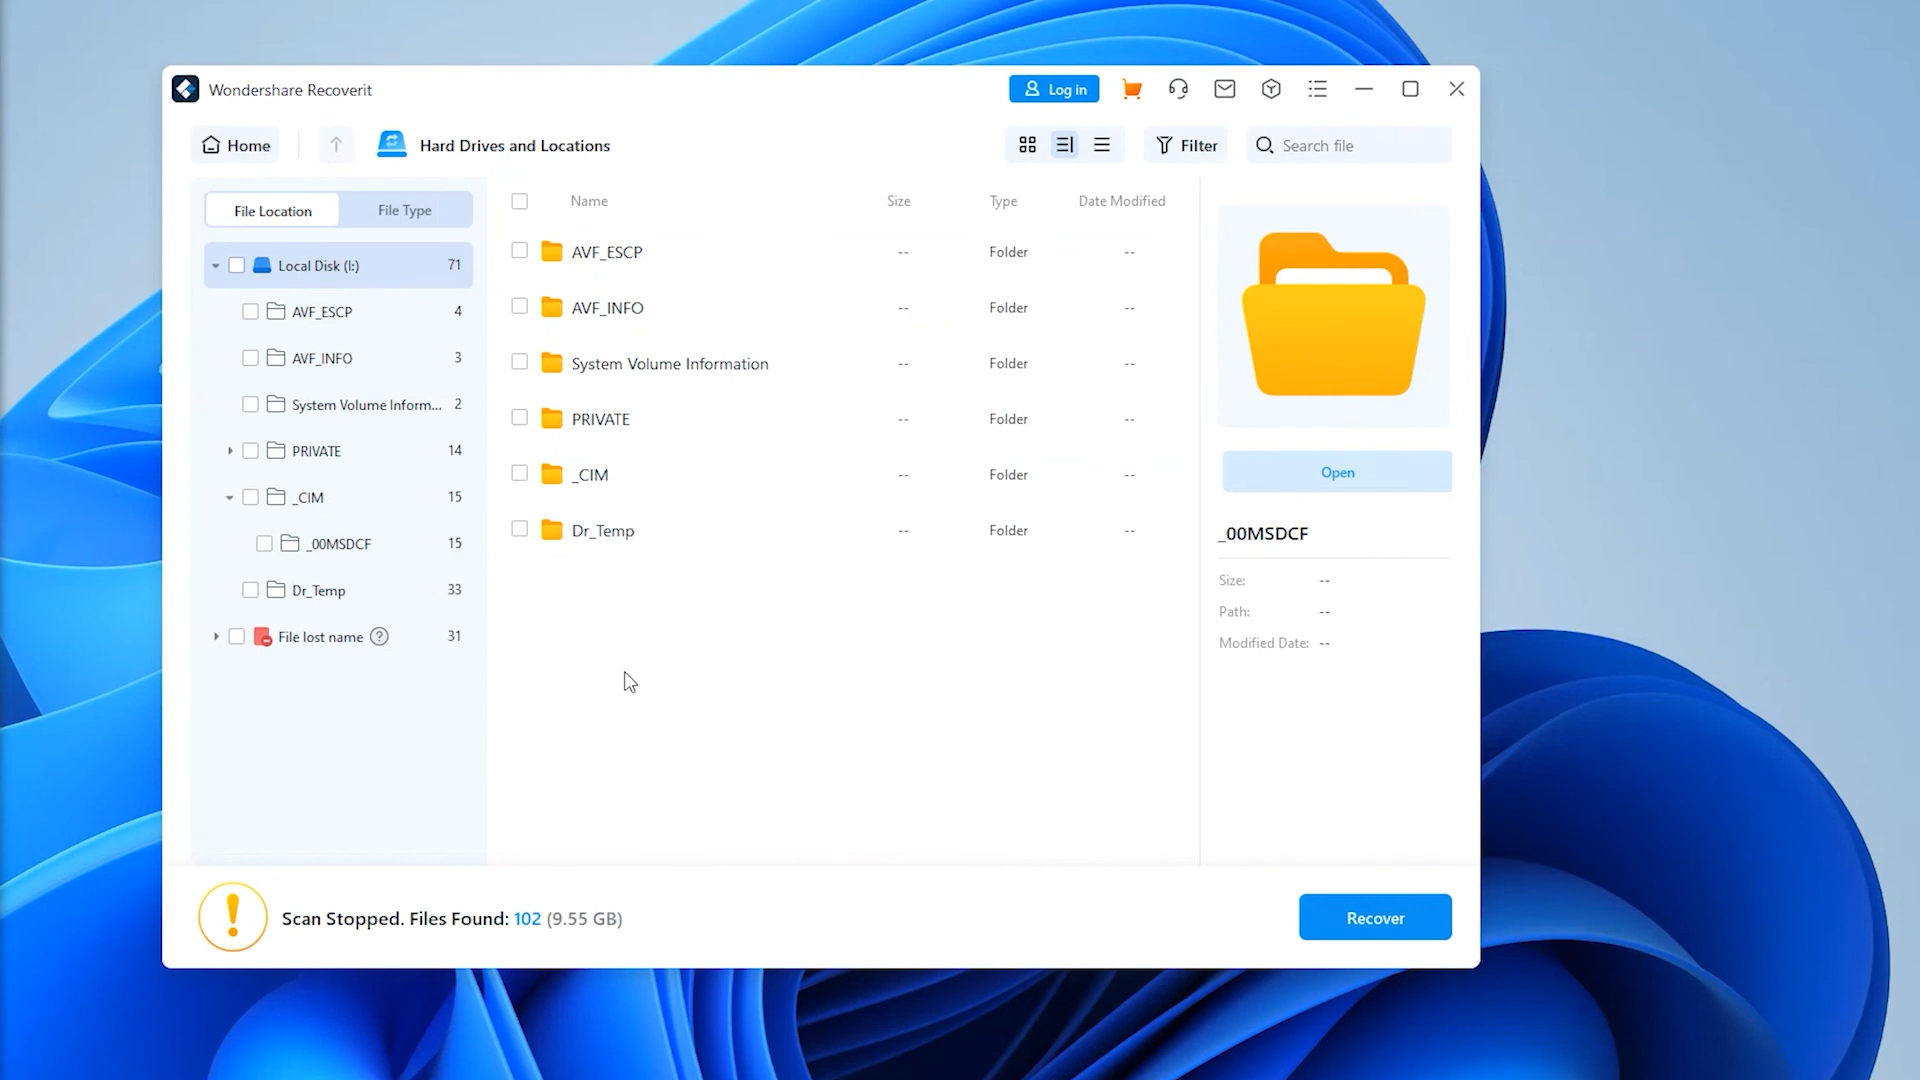 Wondershare Recoverit
Log in
Home
Hard Drives and Locations
Filter
Search file
File Location
File Type
Local Disk (I:) 71
AVF_ESCP 4
AVF_INFO 3
System Volume Inform... 2
PRIVATE 14
_CIM 15
_00MSDCF 15
Dr_Temp 33
File lost name ? 31
Name Size Type Date Modified
AVF_ESCP -- Folder --
AVF_INFO -- Folder --
System Volume Information -- Folder --
PRIVATE -- Folder --
_CIM -- Folder --
Dr_Temp -- Folder --
Open
_00MSDCF
Size: --
Path: --
Modified Date: --
Scan Stopped. Files Found: 102 (9.55 GB)
Recover